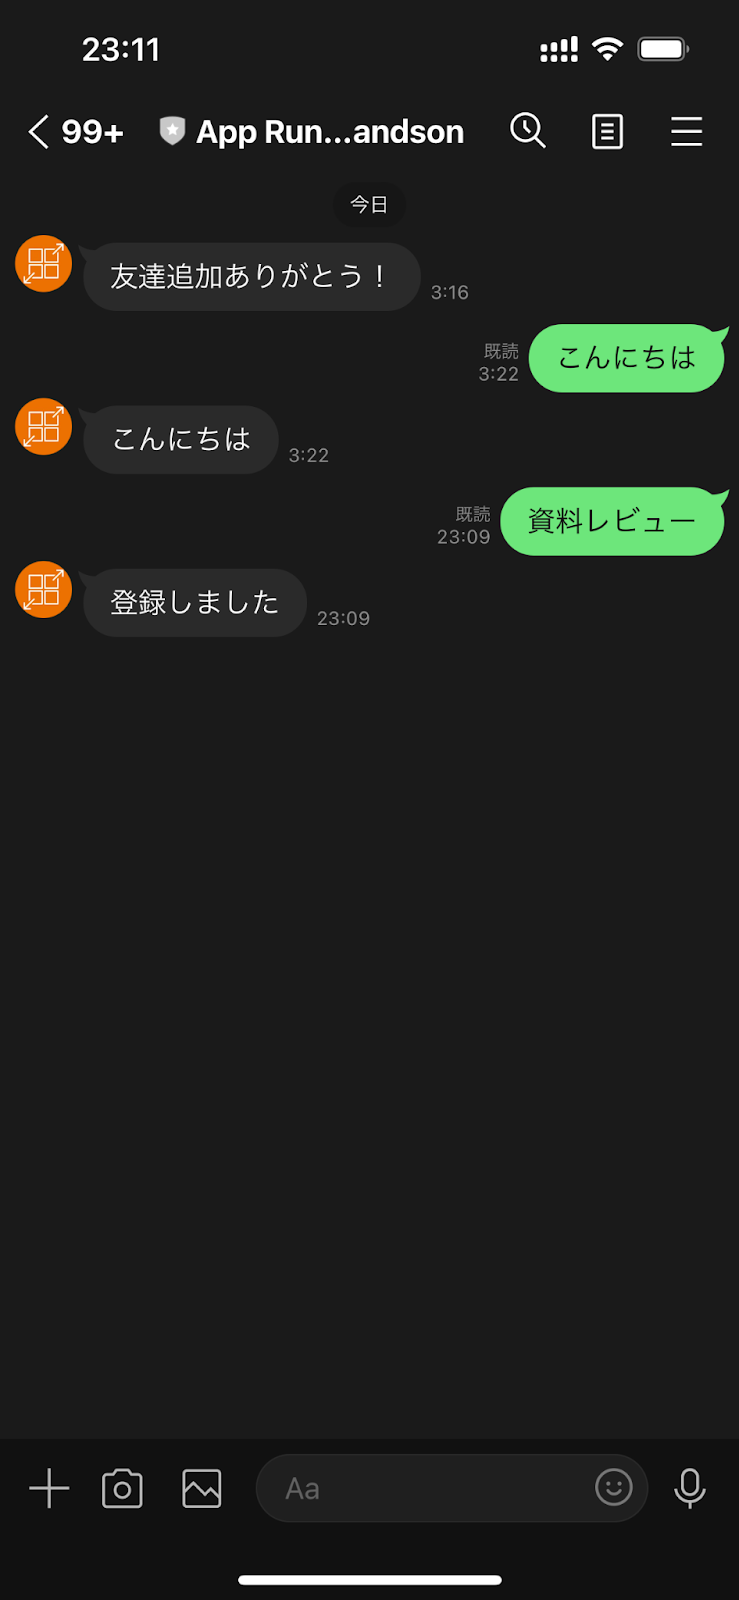 23:11
99+ App Run...andson
今日
友達追加ありがとう！
3:16
既読
3:22
こんにちは
こんにちは
3:22
既読
23:09
資料レビュー
登録しました
23:09
Aa